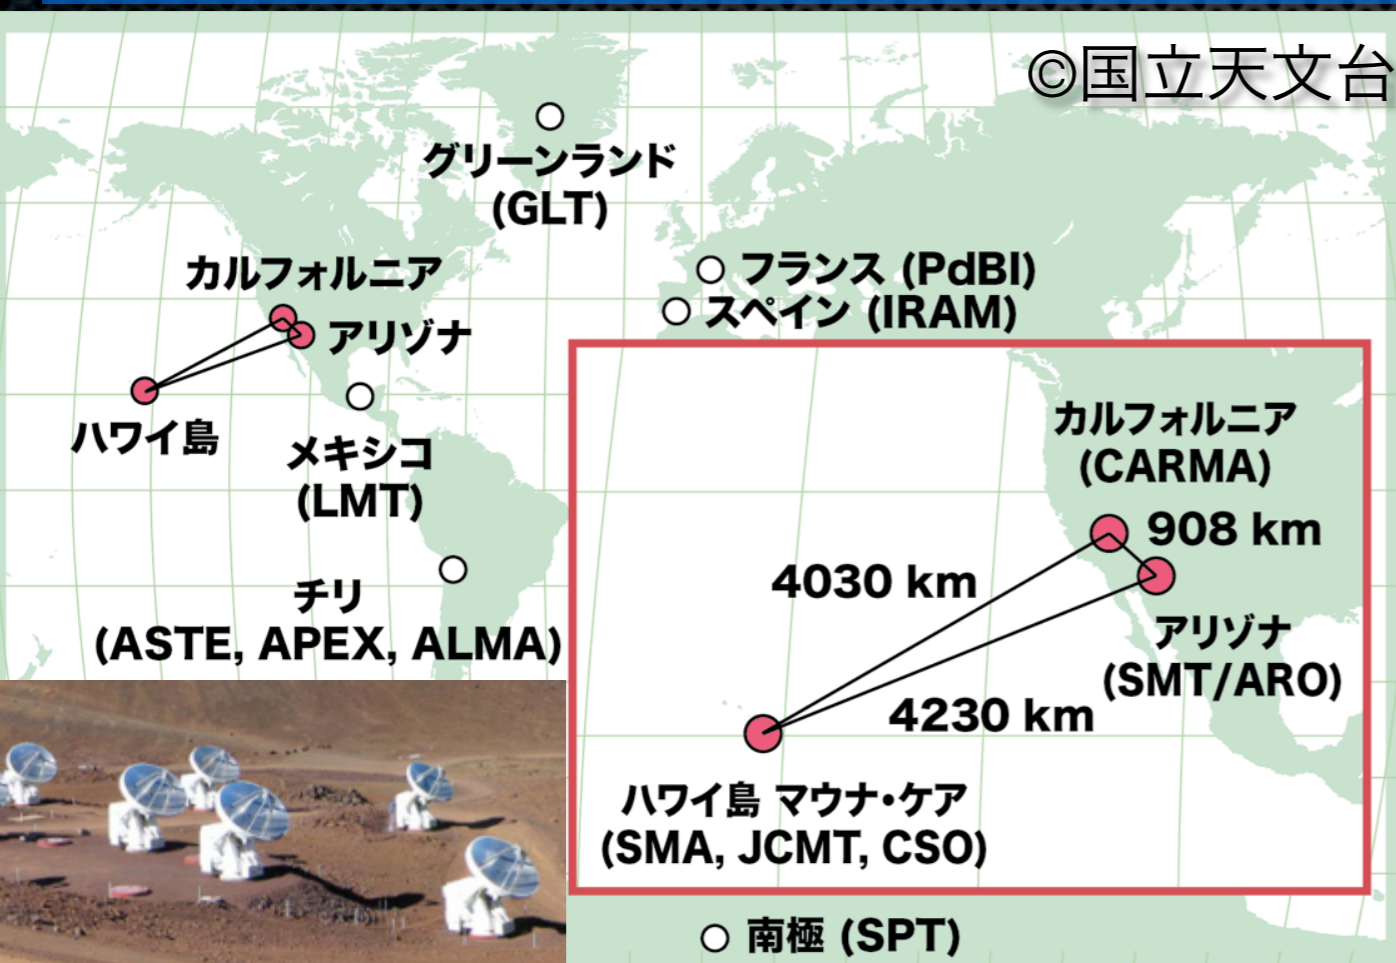 ©国立天文台
グリーンランド
(GLT)
カルフォルニア
アリゾナ
ハワイ島
メキシコ
(LMT)
チリ
(ASTE, APEX, ALMA)
フランス (PdBI)
スペイン (IRAM)
カルフォルニア
(CARMA)
908 km
4030 km
アリゾナ
(SMT/ARO)
4230 km
ハワイ島 マウナ・ケア
(SMA, JCMT, CSO)
南極 (SPT)